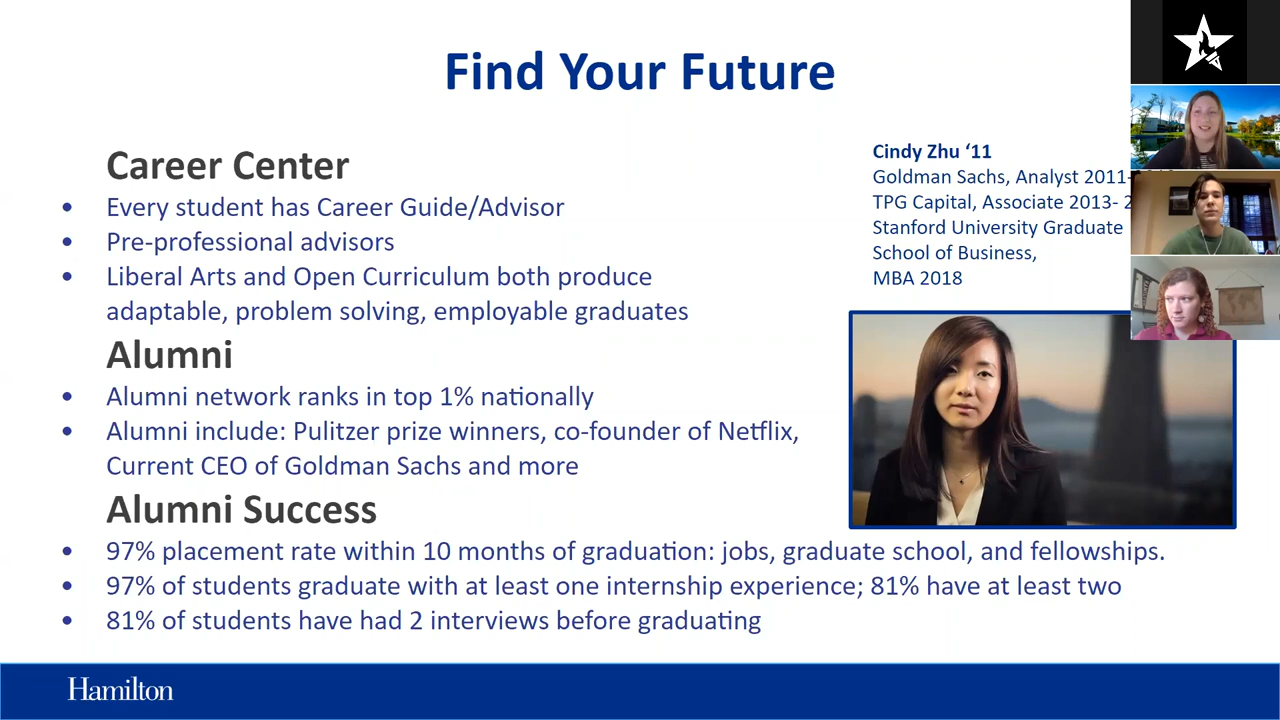 Find Your Future
Career Center
• Every student has Career Guide/Advisor
• Pre-professional advisors
• Liberal Arts and Open Curriculum both produce
adaptable, problem solving, employable graduates
Alumni
• Alumni network ranks in top 1% nationally
• Alumni include: Pulitzer prize winners, co-founder of Netflix,
Current CEO of Goldman Sachs and more
Alumni Success
• 97% placement rate within 10 months of graduation: jobs, graduate school, and fellowships.
• 97% of students graduate with at least one internship experience; 81% have at least two
• 81% of students have had 2 interviews before graduating
Cindy Zhu ‘11
Goldman Sachs, Analyst 2011-
TPG Capital, Associate 2013-
Stanford University Graduate
School of Business,
MBA 2018
Hamilton